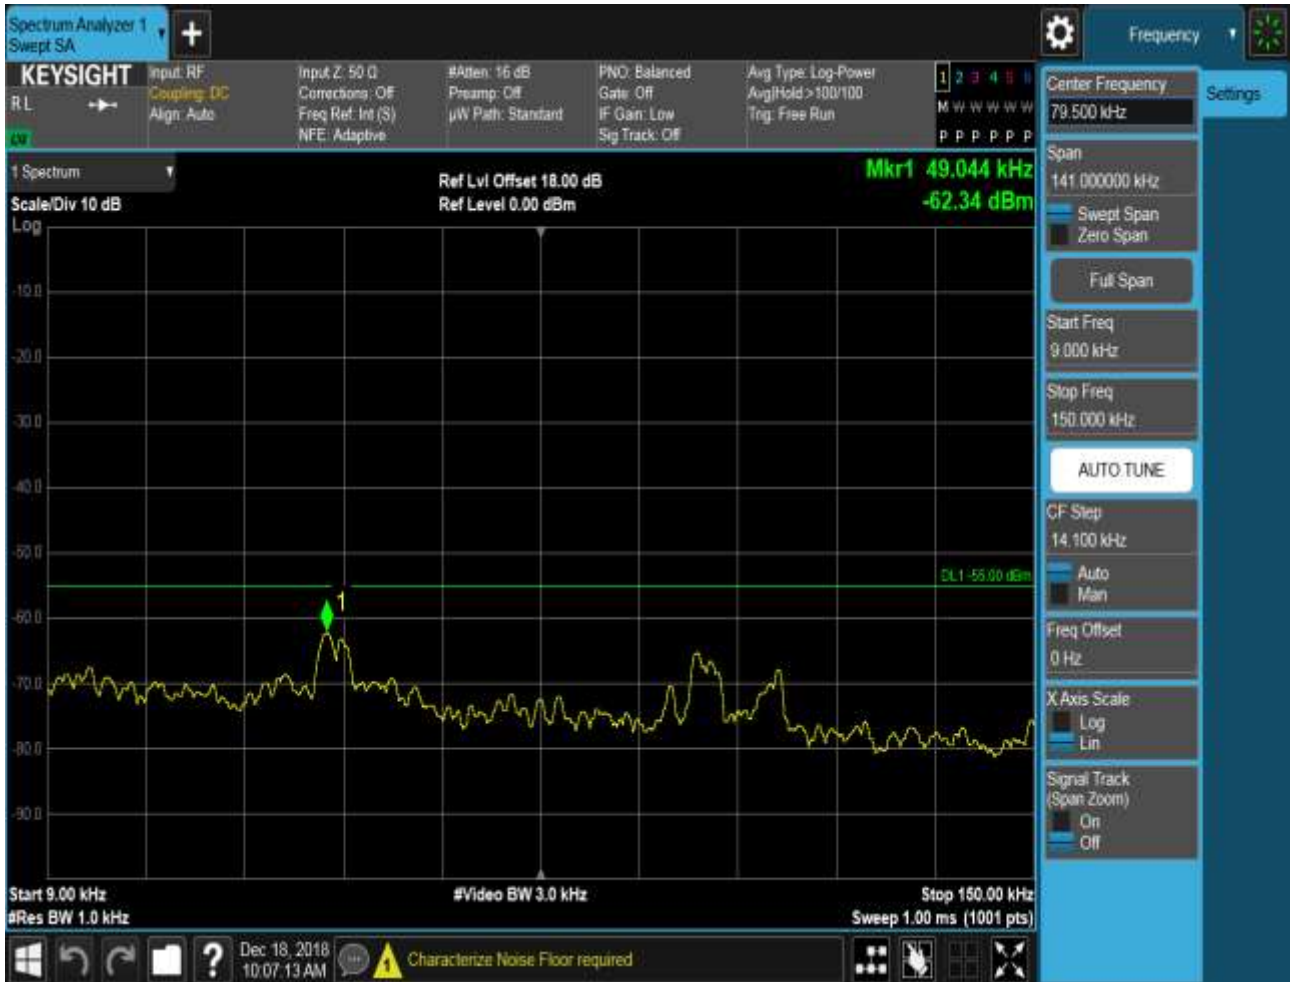 Spectrum Analyzer 1
Swept SA
Frequency
KEYSIGHT
RL
Input: RF
Coupling: DC
Align: Auto
Input Z: 50 Ω
Corrections: Off
Freq Ref: Int (S)
NFE: Adaptive
#Atten: 16 dB
Preamp: Off
µW Path: Standard
PNO: Balanced
Gate: Off
IF Gain: Low
Sig Track: Off
Avg Type: Log-Power
Avg|Hold:>100/100
Trig: Free Run
1 2 3 4 5 6
M W W W W W
P P P P P P
1 Spectrum
Scale/Div 10 dB
Log
Ref Lvl Offset 18.00 dB
Ref Level 0.00 dBm
Mkr1 49.044 kHz
-62.34 dBm
-10.0
-20.0
-30.0
-40.0
-50.0
-60.0
-70.0
-80.0
-90.0
DL1 -55.00 dBm
1
Start 9.00 kHz
#Res BW 1.0 kHz
#Video BW 3.0 kHz
Stop 150.00 kHz
Sweep 1.00 ms (1001 pts)
Center Frequency
79.500 kHz
Settings
Span
141.000000 kHz
Swept Span
Zero Span
Full Span
Start Freq
9.000 kHz
Stop Freq
150.000 kHz
AUTO TUNE
CF Step
14.100 kHz
Auto
Man
Freq Offset
0 Hz
X Axis Scale
Log
Lin
Signal Track
(Span Zoom)
On
Off
?
Dec 18, 2018
10:07:13 AM
1
Characterize Noise Floor required